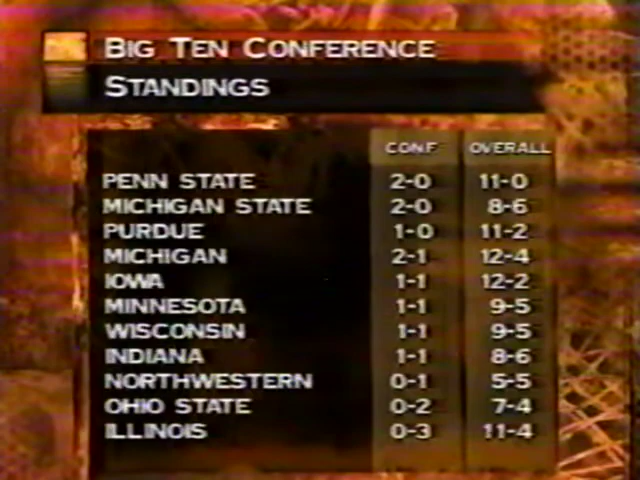 BIG TEN CONFERENCE
STANDINGS
CONF OVERALL
PENN STATE 2-0 11-0
MICHIGAN STATE 2-0 8-6
PURDUE 1-0 11-2
MICHIGAN 2-1 12-4
IOWA 1-1 12-2
MINNESOTA 1-1 9-5
WISCONSIN 1-1 9-5
INDIANA 1-1 8-6
NORTHWESTERN 0-1 5-5
OHIO STATE 0-2 7-4
ILLINOIS 0-3 11-4